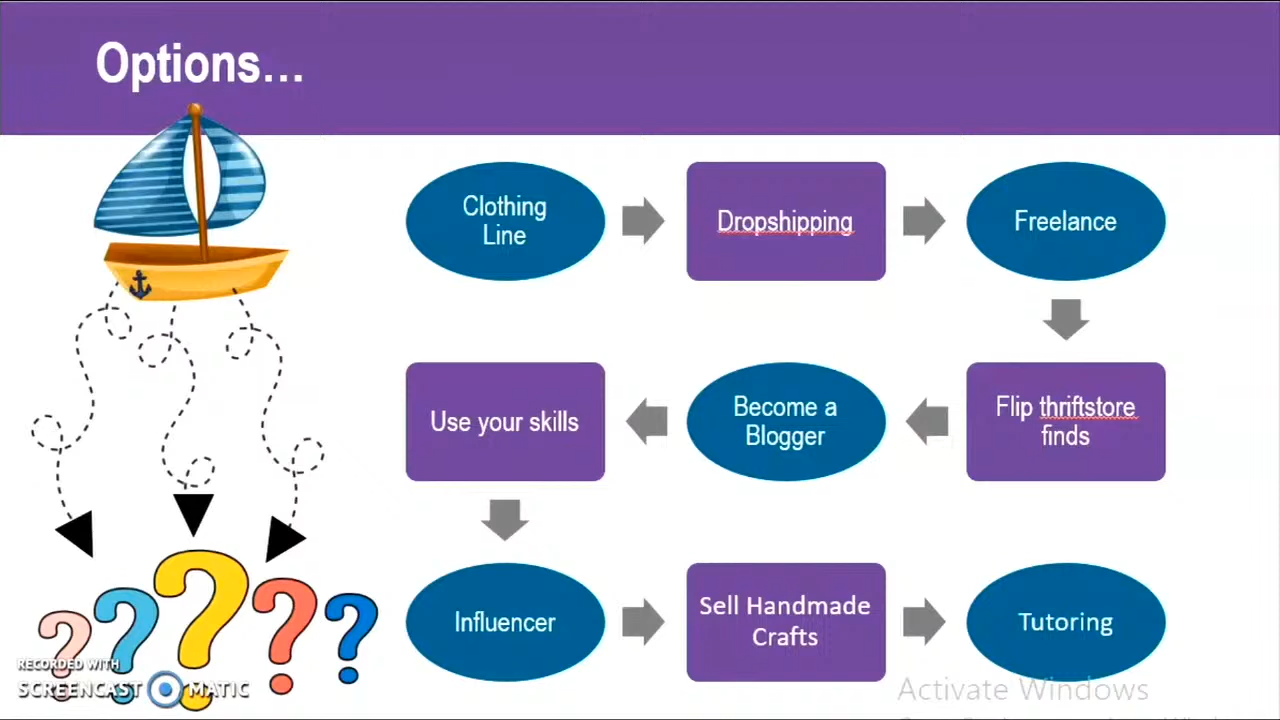 Options...
Clothing
Line
Dropshipping
Freelance
Flip thriftstore
finds
Become a
Blogger
Use your skills
Influencer
Sell Handmade
Crafts
Tutoring
RECORDED WITH
SCREENCAST MATIC
Activate Windows